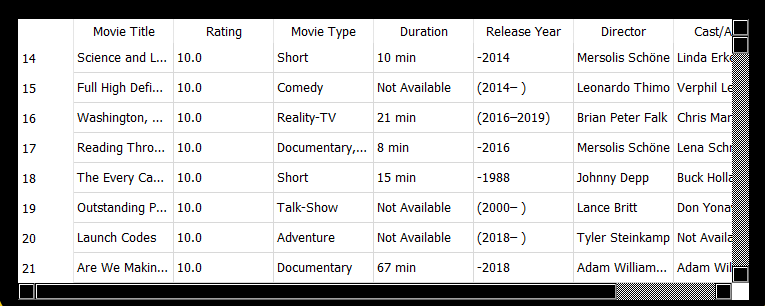 Movie Title Rating Movie Type Duration Release Year Director Cast/A
14 Science and L... 10.0 Short 10 min -2014 Mersolis Schöne Linda Erke
15 Full High Defi... 10.0 Comedy Not Available (2014– ) Leonardo Thimo Verphil Le
16 Washington, ... 10.0 Reality-TV 21 min (2016–2019) Brian Peter Falk Chris Mar
17 Reading Thro... 10.0 Documentary,... 8 min -2016 Mersolis Schöne Lena Schr
18 The Every Ca... 10.0 Short 15 min -1988 Johnny Depp Buck Holla
19 Outstanding P... 10.0 Talk-Show Not Available (2000– ) Lance Britt Don Yona
20 Launch Codes 10.0 Adventure Not Available (2018– ) Tyler Steinkamp Not Availa
21 Are We Makin... 10.0 Documentary 67 min -2018 Adam William... Adam Wil